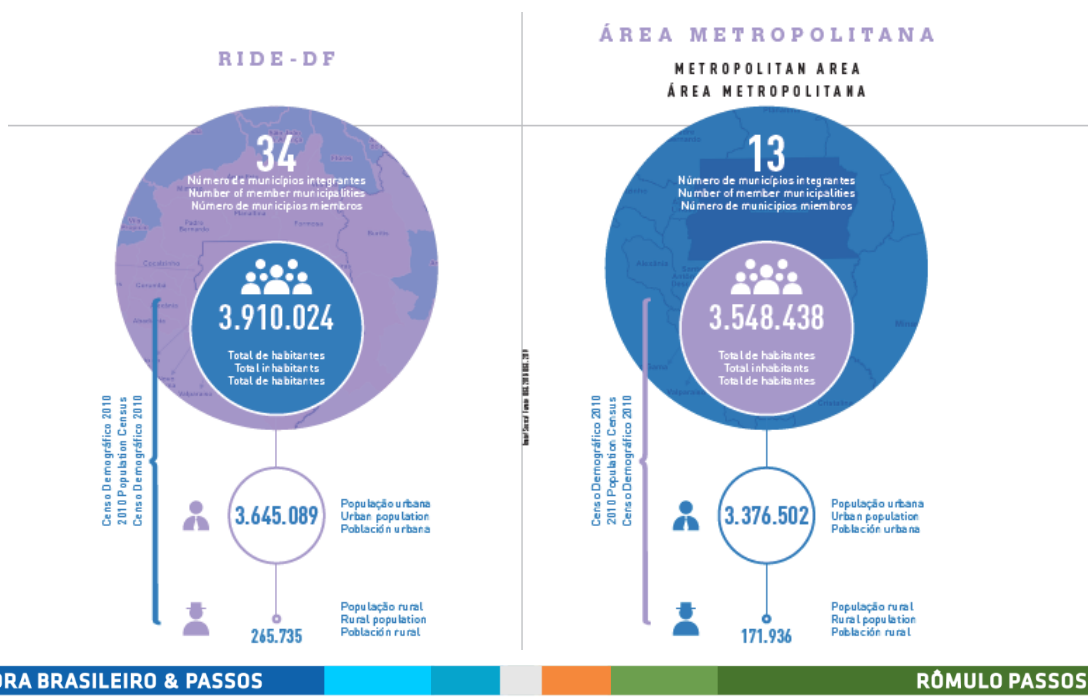 RIDE-DF
34
Número de municípios integrantes
Number of member municipalities
Número de municipios miembros
3.910.024
Total de habitantes
Total inhabitants
Total de habitantes
Censo Demográfico 2010
2010 Population Census
Censo Demográfico 2010
3.645.089
População urbana
Urban population
Población urbana
265.735
População rural
Rural population
Población rural
ÁREA METROPOLITANA
METROPOLITAN AREA
ÁREA METROPOLITANA
13
Número de municípios integrantes
Number of member municipalities
Número de municipios miembros
3.548.438
Total de habitantes
Total inhabitants
Total de habitantes
Censo Demográfico 2010
2010 Population Census
Censo Demográfico 2010
3.376.502
População urbana
Urban population
Población urbana
171.936
População rural
Rural population
Población rural
ORA BRASILEIRO & PASSOS
RÔMULO PASSOS